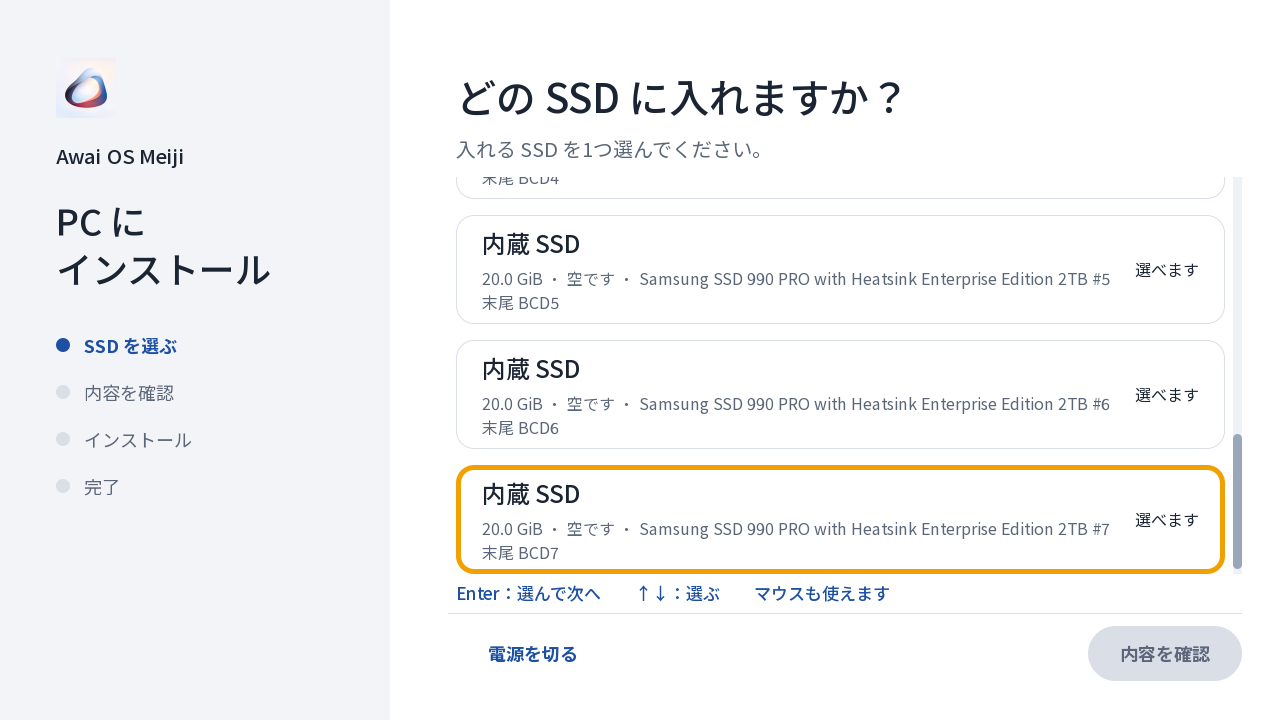 Awai OS Meiji
PC に
インストール
SSD を選ぶ
内容を確認
インストール
完了
どの SSD に入れますか？
入れる SSD を1つ選んでください。
末尾 BCD4
内蔵 SSD
20.0 GiB ・ 空です ・ Samsung SSD 990 PRO with Heatsink Enterprise Edition 2TB #5
末尾 BCD5
選べます
内蔵 SSD
20.0 GiB ・ 空です ・ Samsung SSD 990 PRO with Heatsink Enterprise Edition 2TB #6
末尾 BCD6
選べます
内蔵 SSD
20.0 GiB ・ 空です ・ Samsung SSD 990 PRO with Heatsink Enterprise Edition 2TB #7
末尾 BCD7
選べます
Enter：選んで次へ ↑↓：選ぶ マウスも使えます
電源を切る
内容を確認